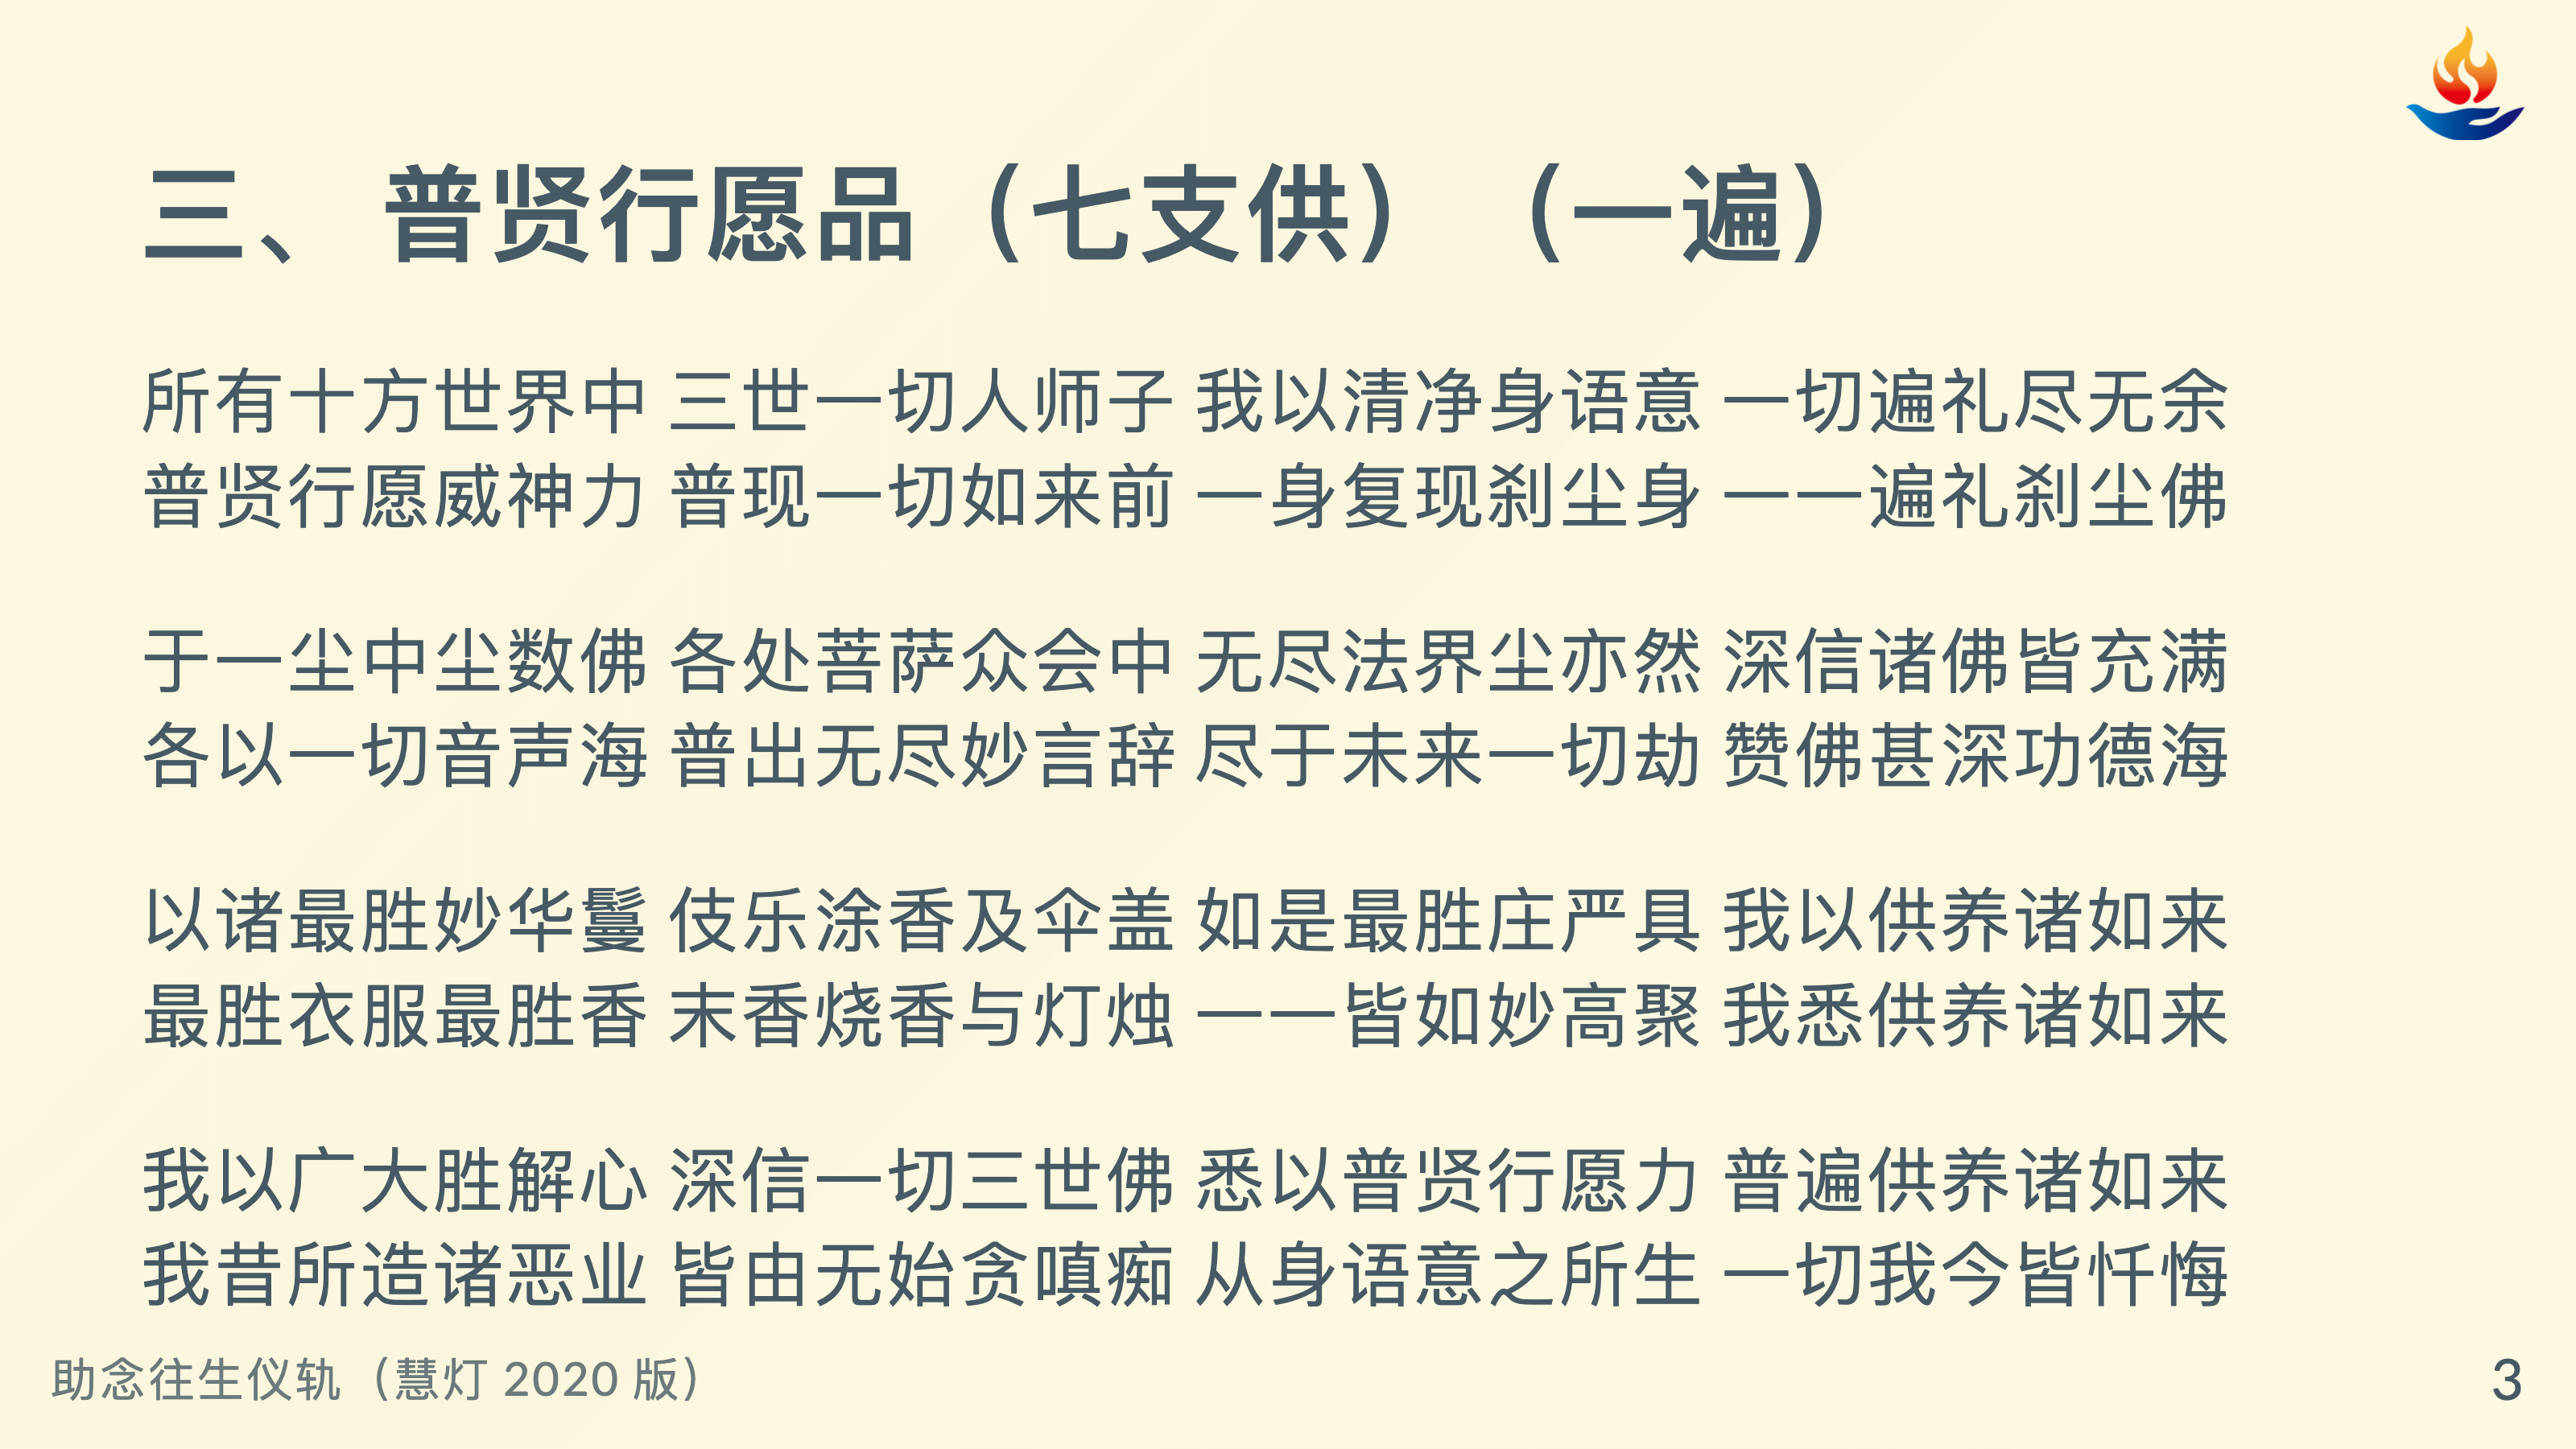 三、 普贤行愿品（七支供）（一遍）
所有十方世界中 三世一切人师子 我以清净身语意 一切遍礼尽无余
普贤行愿威神力 普现一切如来前 一身复现刹尘身 一一遍礼刹尘佛
于一尘中尘数佛 各处菩萨众会中 无尽法界尘亦然 深信诸佛皆充满
各以一切音声海 普出无尽妙言辞 尽于未来一切劫 赞佛甚深功德海
以诸最胜妙华鬘 伎乐涂香及伞盖 如是最胜庄严具 我以供养诸如来
最胜衣服最胜香 末香烧香与灯烛 一一皆如妙高聚 我悉供养诸如来
我以广大胜解心 深信一切三世佛 悉以普贤行愿力 普遍供养诸如来
我昔所造诸恶业 皆由无始贪嗔痴 从身语意之所生 一切我今皆忏悔
助念往生仪轨（慧灯 2020 版）
3